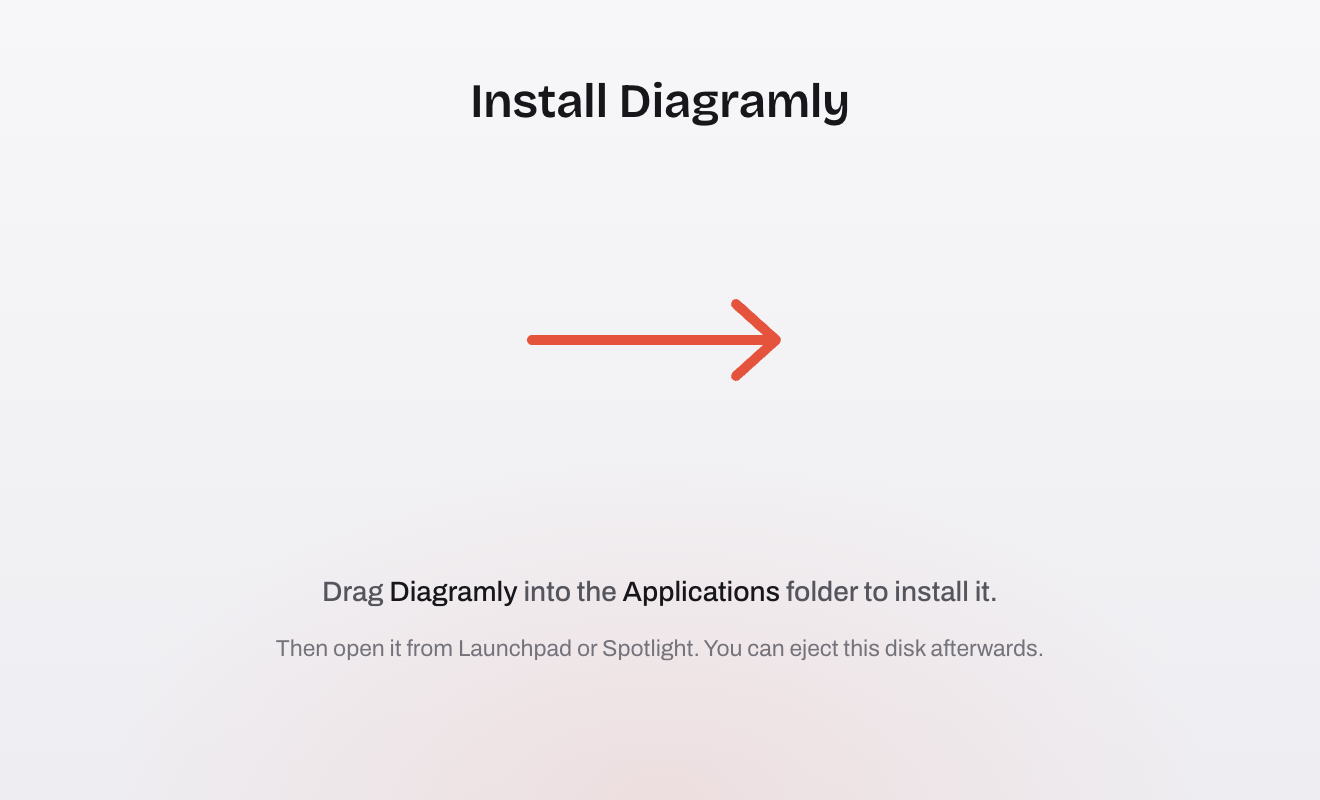 Install Diagramly
Drag Diagramly into the Applications folder to install it.
Then open it from Launchpad or Spotlight. You can eject this disk afterwards.